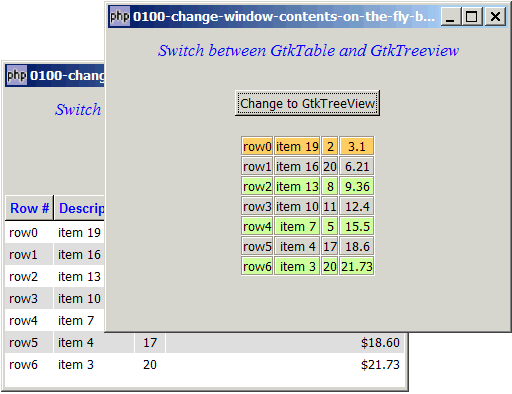 php 0100-change-window-contents-on-the-fly-b...
Switch between GtkTable and GtkTreeview
Change to GtkTreeView
row0 item 19 2 3.1
row1 item 16 20 6.21
row2 item 13 8 9.36
row3 item 10 11 12.4
row4 item 7 5 15.5
row5 item 4 17 18.6
row6 item 3 20 21.73
php 0100-chang
Switch
Row # Descrip
row0 item 19
row1 item 16
row2 item 13
row3 item 10
row4 item 7
row5 item 4 17 $18.60
row6 item 3 20 $21.73